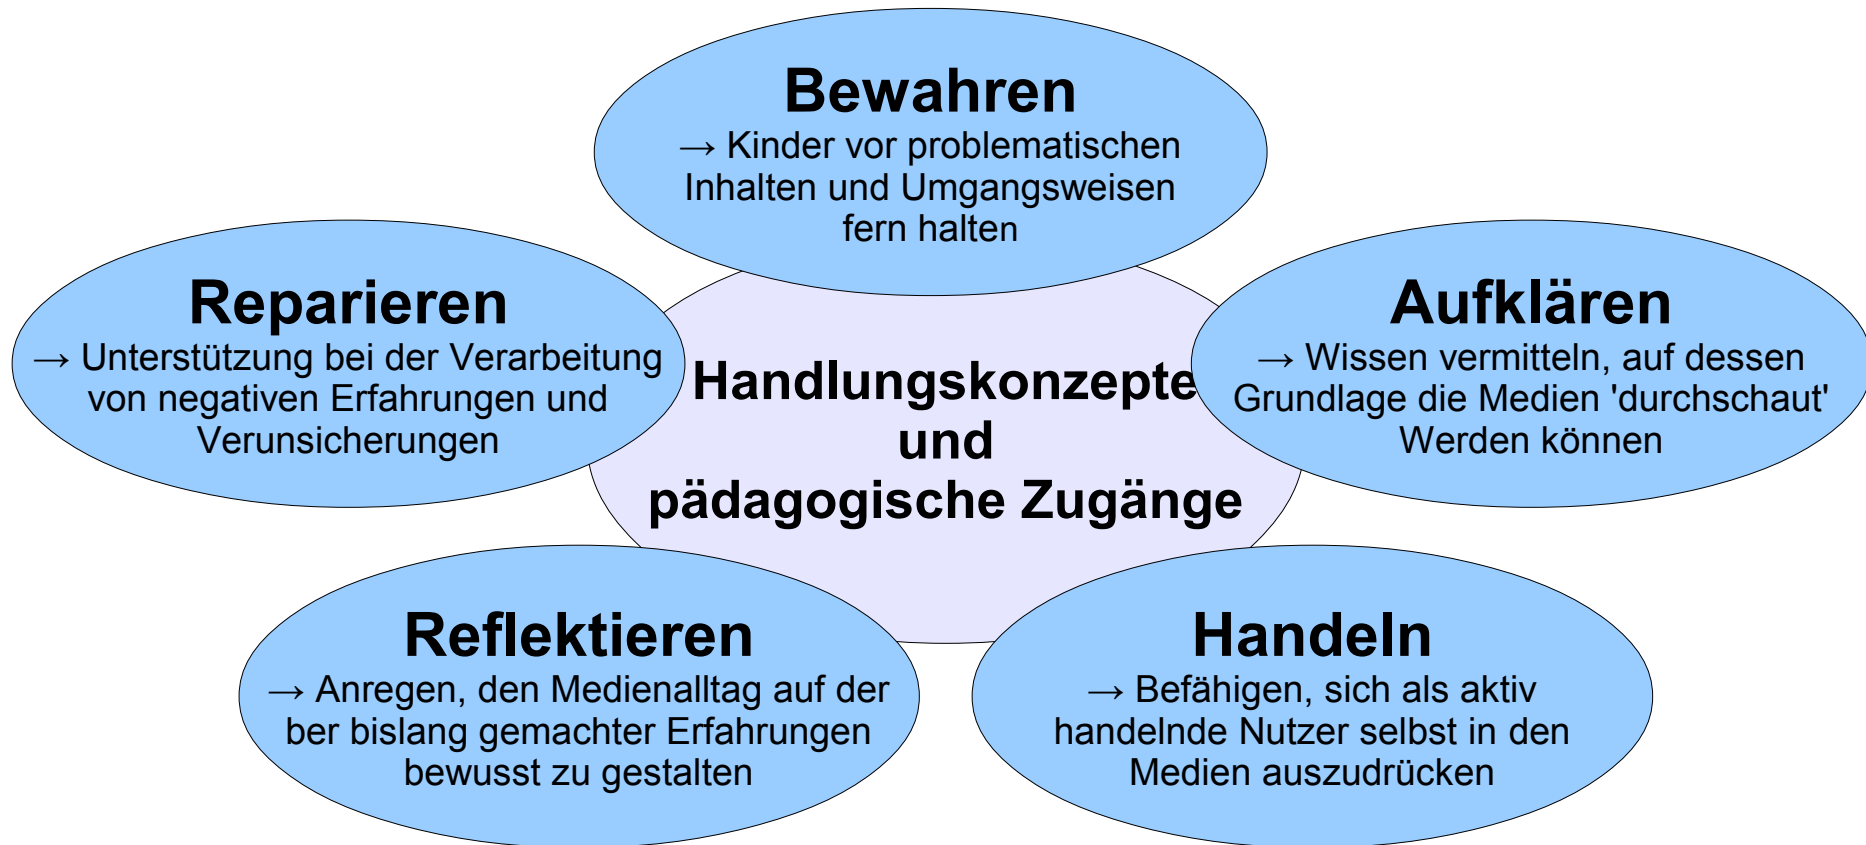 Bewahren
→ Kinder vor problematischen
Inhalten und Umgangsweisen
fern halten
Reparieren
→ Unterstützung bei der Verarbeitung
von negativen Erfahrungen und
Verunsicherungen
Handlungskonzepte
und
pädagogische Zugänge
Aufklären
→ Wissen vermitteln, auf dessen
Grundlage die Medien 'durchschaut'
Werden können
Reflektieren
→ Anregen, den Medienalltag auf der
ber bislang gemachter Erfahrungen
bewusst zu gestalten
Handeln
→ Befähigen, sich als aktiv
handelnde Nutzer selbst in den
Medien auszudrücken